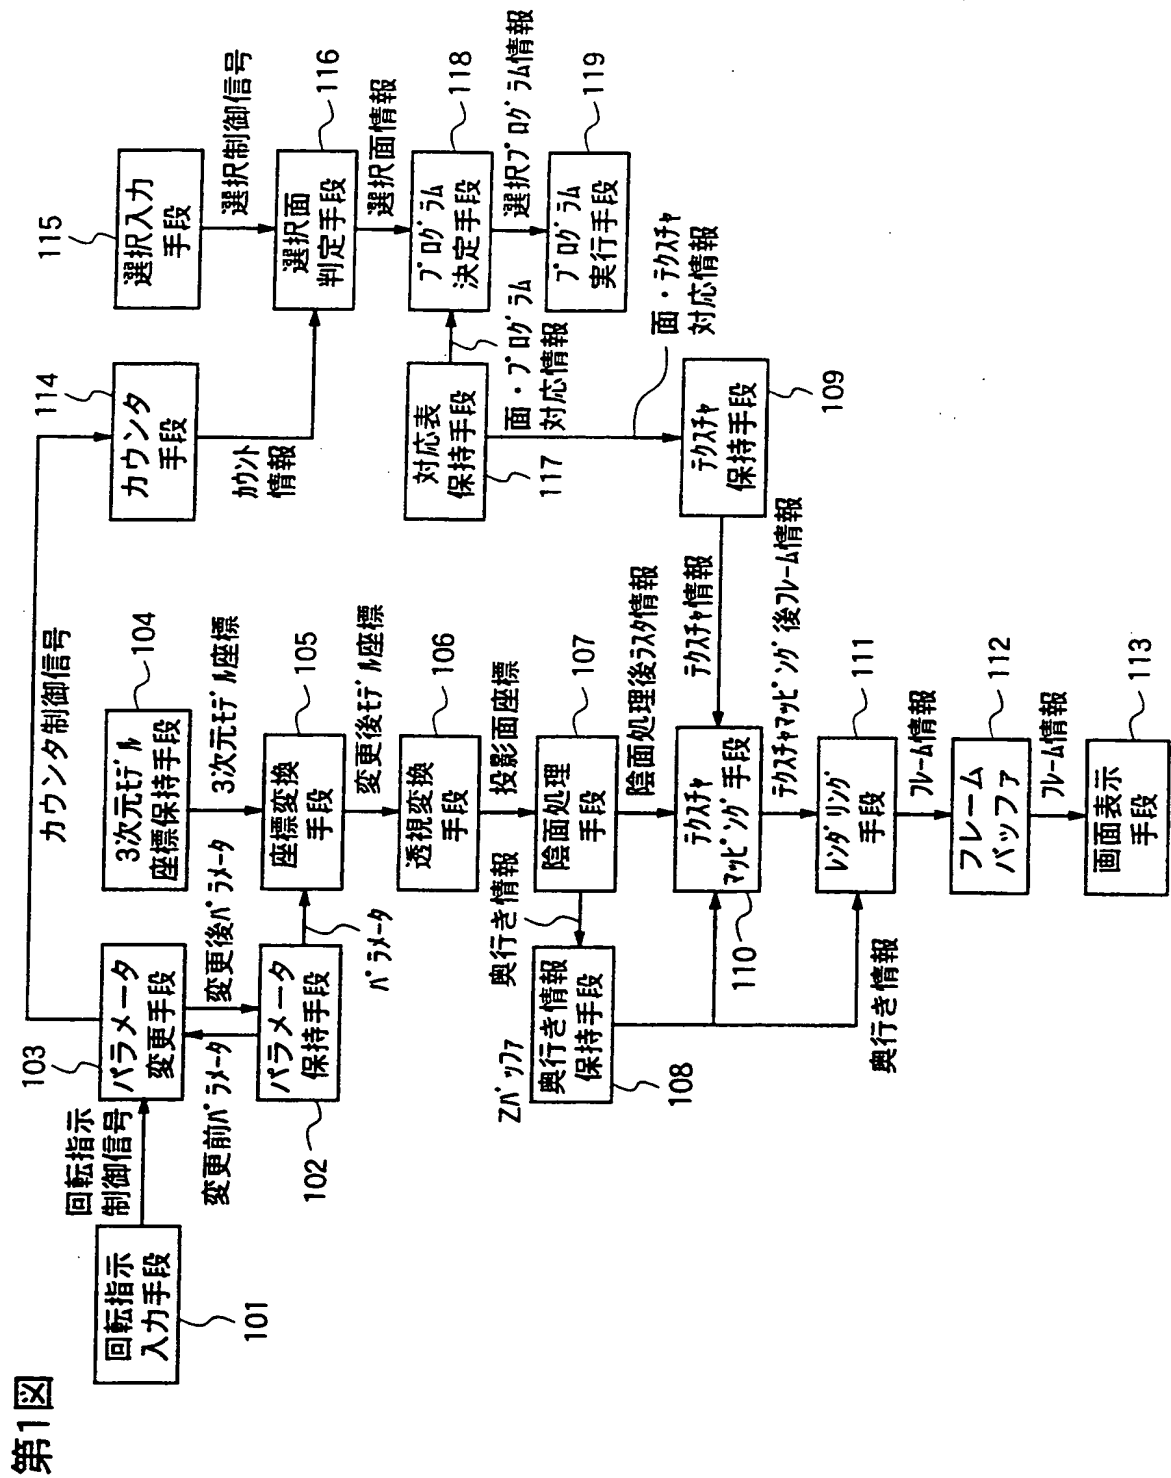 第1図
回転指示
入力手段
101
回転指示
制御信号
103
パラメータ
変更手段
変更前パラメータ
変更後パラメータ
パラメータ
保持手段
102
パラメータ
カウンタ制御信号
3次元モデル
座標保持手段
104
3次元モデル座標
座標変換
手段
105
変更後モデル座標
透視変換
手段
106
投影面座標
陰面処理
手段
107
奥行き情報
Zバッファ
奥行き情報
保持手段
108
陰面処理後ラスタ情報
テクスチャ
マッピング手段
110
奥行き情報
テクスチャ情報
テクスチャマッピング後フレーム情報
レンダリング
手段
111
フレーム情報
フレーム
バッファ
112
フレーム情報
画面表示
手段
113
カウンタ
手段
114
カウント
情報
選択入力
手段
115
選択制御信号
選択面
判定手段
116
選択面情報
プログラム
決定手段
118
選択プログラム情報
プログラム
実行手段
119
対応表
保持手段
117
面・プログラム
対応情報
面・テクスチャ
対応情報
テクスチャ
保持手段
109